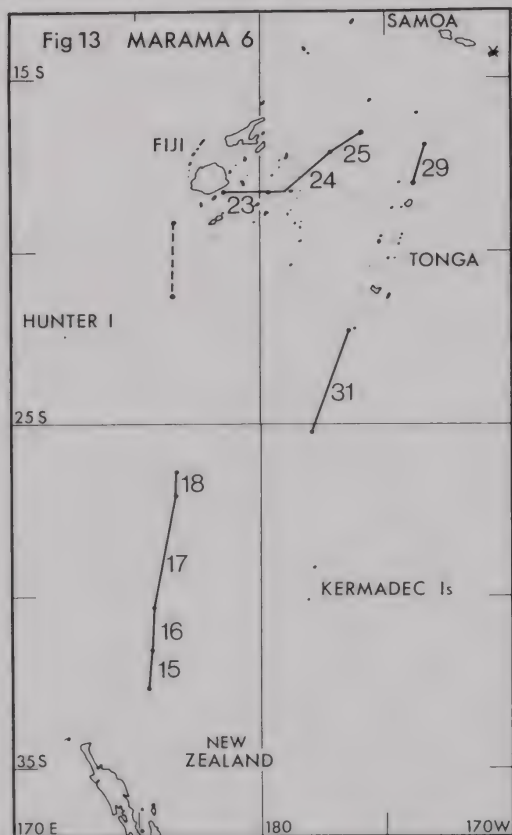 Fig 13 MARAMA 6
SAMOA
15 S
FIJI
25
29
24
23
TONGA
HUNTER I
31
25 S
18
17
KERMADEC Is
16
15
NEW
ZEALAND
35 S
170 E
180
170W